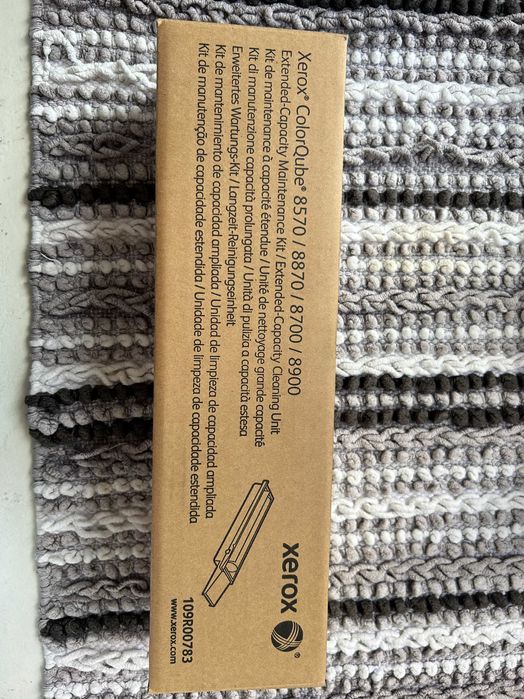 Xerox® ColorQube® 8570 / 8870 / 8700 / 8900
Extended-Capacity Maintenance Kit / Extended-Capacity Cleaning Unit
Kit de maintenance à capacité étendue / Unité de nettoyage grande capacité
Kit di manutenzione capacità prolungata / Unità di pulizia a capacità estesa
Erweitertes Wartungs-Kit / Langzeit-Reinigungseinheit
Kit de mantenimiento de capacidad ampliada / Unidad de limpieza de capacidad ampliada
Kit de manutenção de capacidade estendida / Unidade de limpeza de capacidade estendida
xerox®
109R00783
www.xerox.com